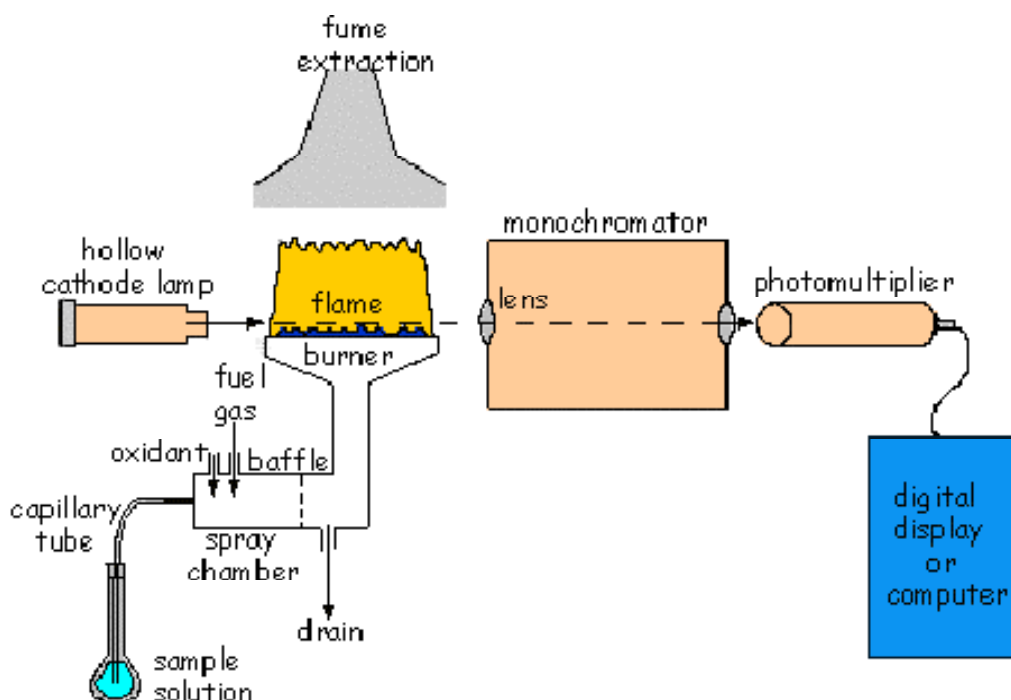 fume
extraction
monochromator
hollow
cathode lamp
photomultiplier
flame
lens
burner
fuel
gas
oxidant
baffle
capillary
tube
spray
chamber
digital
display
or
computer
drain
sample
solution